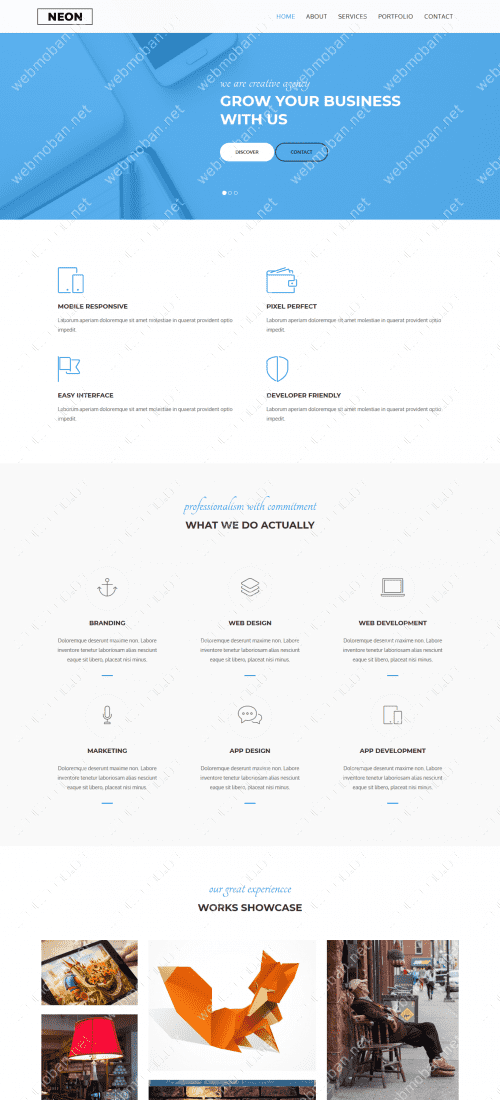 NEON
HOME ABOUT SERVICES PORTFOLIO CONTACT
we are creative agency
GROW YOUR BUSINESS
WITH US
DISCOVER CONTACT
MOBILE RESPONSIVE
Laborum aperiam doloremque sit amet molestiae in quaerat provident optio
impedit.
PIXEL PERFECT
Laborum aperiam doloremque sit amet molestiae in quaerat provident optio
impedit.
EASY INTERFACE
Laborum aperiam doloremque sit amet molestiae in quaerat provident optio
impedit.
DEVELOPER FRIENDLY
Laborum aperiam doloremque sit amet molestiae in quaerat provident optio
impedit.
professionalism with commitment
WHAT WE DO ACTUALLY
BRANDING
Doloremque deserunt maxime non. Labore
inventore tenetur laboriosam alias nesciunt
eaque sit libero, placeat nisi minus.
WEB DESIGN
Doloremque deserunt maxime non. Labore
inventore tenetur laboriosam alias nesciunt
eaque sit libero, placeat nisi minus.
WEB DEVELOPMENT
Doloremque deserunt maxime non. Labore
inventore tenetur laboriosam alias nesciunt
eaque sit libero, placeat nisi minus.
MARKETING
Doloremque deserunt maxime non. Labore
inventore tenetur laboriosam alias nesciunt
eaque sit libero, placeat nisi minus.
APP DESIGN
Doloremque deserunt maxime non. Labore
inventore tenetur laboriosam alias nesciunt
eaque sit libero, placeat nisi minus.
APP DEVELOPMENT
Doloremque deserunt maxime non. Labore
inventore tenetur laboriosam alias nesciunt
eaque sit libero, placeat nisi minus.
our great experiencce
WORKS SHOWCASE
webmoban.net